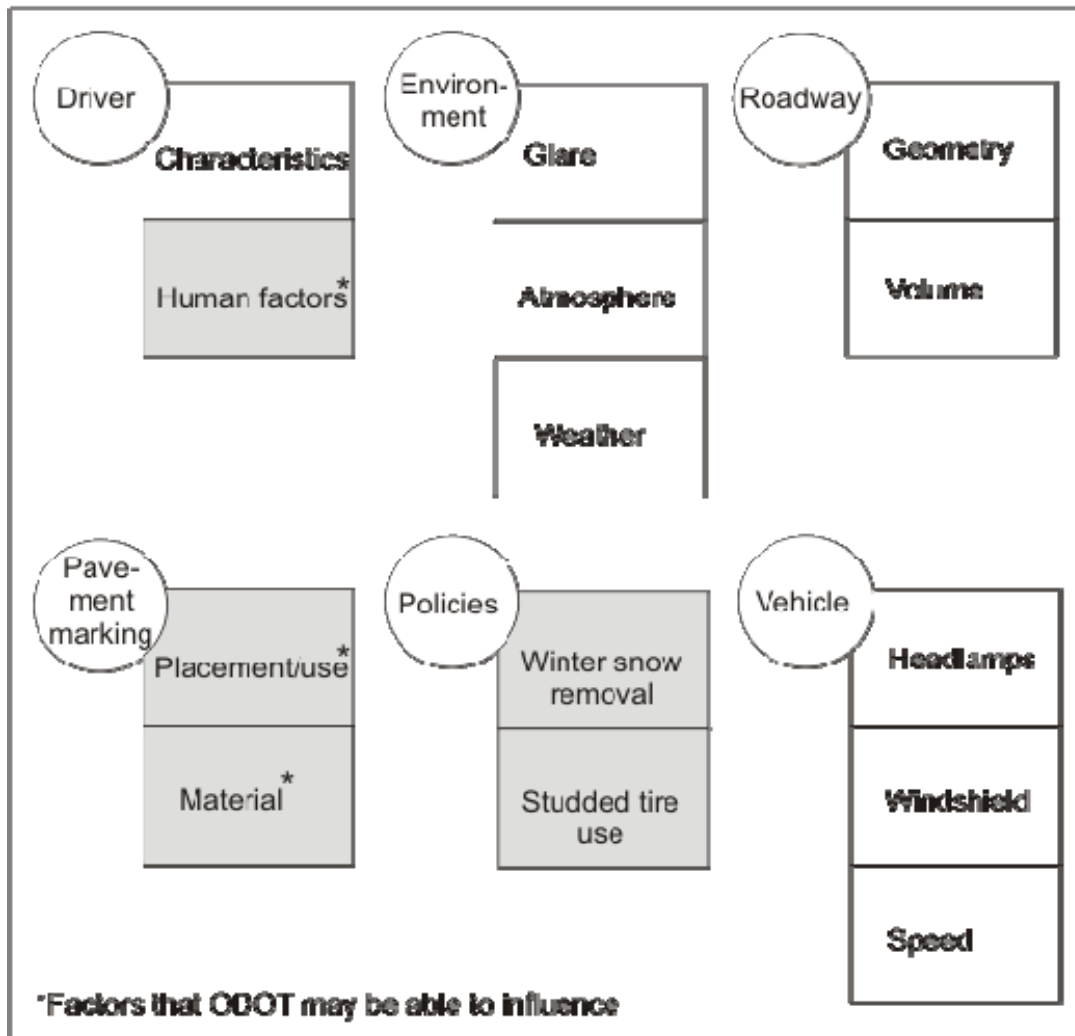 Driver
Characteristics
Human factors*
Environ-
ment
Glare
Atmosphere
Weather
Roadway
Geometry
Volume
Pave-
ment
marking
Placement/use*
Material*
Policies
Winter snow
removal
Studded tire
use
Vehicle
Headlamps
Windshield
Speed
*Factors that ODOT may be able to influence